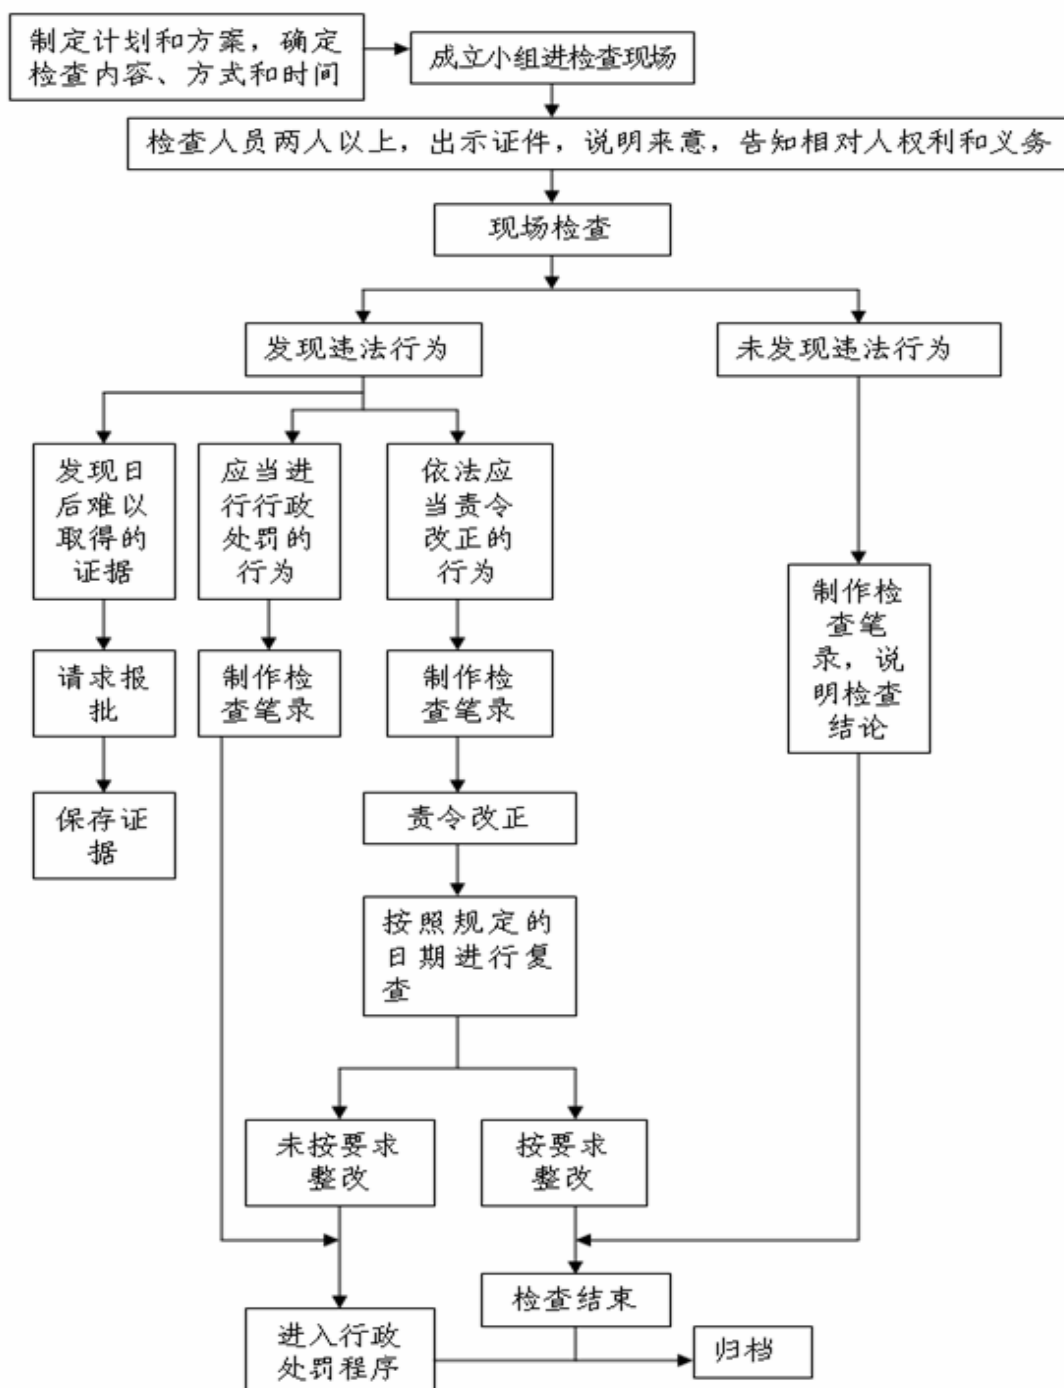 制定计划和方案，确定
检查内容、方式和时间
成立小组进检查现场
检查人员两人以上，出示证件，说明来意，告知相对人权利和义务
现场检查
发现违法行为
未发现违法行为
发现日
后难以
取得的
证据
应当进
行行政
处罚的
行为
依法应
当责令
改正的
行为
制作检
查笔
录，说
明检查
结论
请求报
批
制作检
查笔录
制作检
查笔录
保存证
据
责令改正
按照规定的
日期进行复
查
未按要求
整改
按要求
整改
检查结束
进入行政
处罚程序
归档